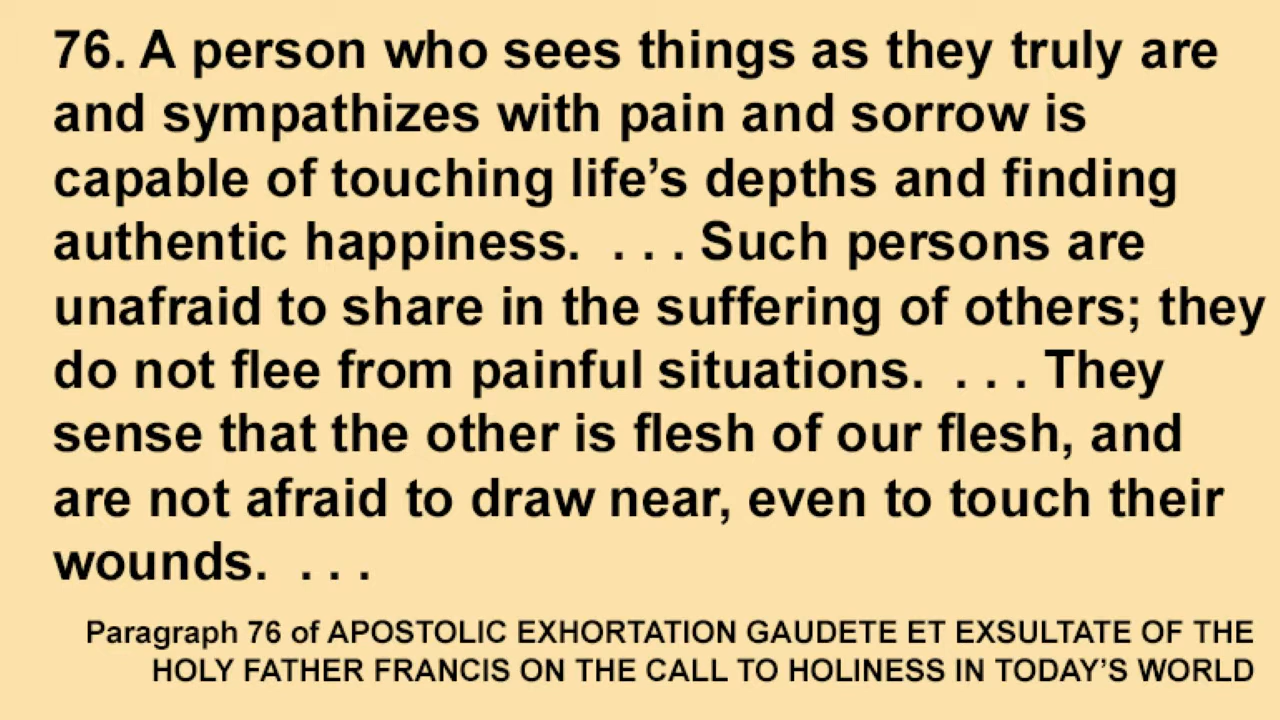 76. A person who sees things as they truly are
and sympathizes with pain and sorrow is
capable of touching life’s depths and finding
authentic happiness.  . . . Such persons are
unafraid to share in the suffering of others; they
do not flee from painful situations.  . . . They
sense that the other is flesh of our flesh, and
are not afraid to draw near, even to touch their
wounds.  . . .
Paragraph 76 of APOSTOLIC EXHORTATION GAUDETE ET EXSULTATE OF THE
HOLY FATHER FRANCIS ON THE CALL TO HOLINESS IN TODAY’S WORLD